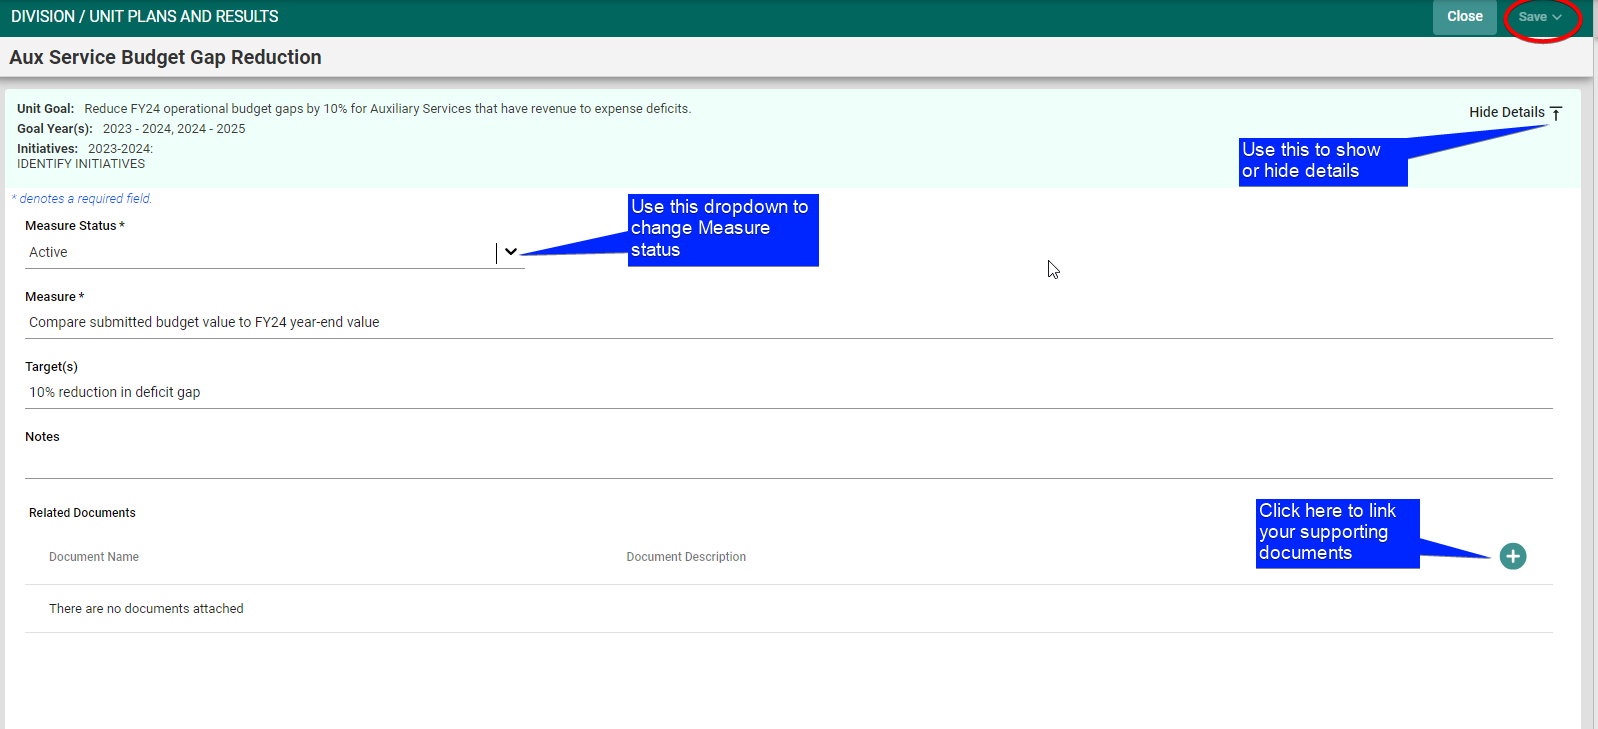 DIVISION / UNIT PLANS AND RESULTS
Close
Save
Aux Service Budget Gap Reduction
Unit Goal: Reduce FY24 operational budget gaps by 10% for Auxiliary Services that have revenue to expense deficits.
Hide Details
Goal Year(s): 2023 - 2024, 2024 - 2025
Initiatives: 2023-2024:
IDENTIFY INITIATIVES
Use this to show
or hide details
* denotes a required field.
Use this dropdown to
change Measure
status
Measure Status *
Active
Measure *
Compare submitted budget value to FY24 year-end value
Target(s)
10% reduction in deficit gap
Notes
Related Documents
Click here to link
your supporting
documents
Document Name
Document Description
There are no documents attached